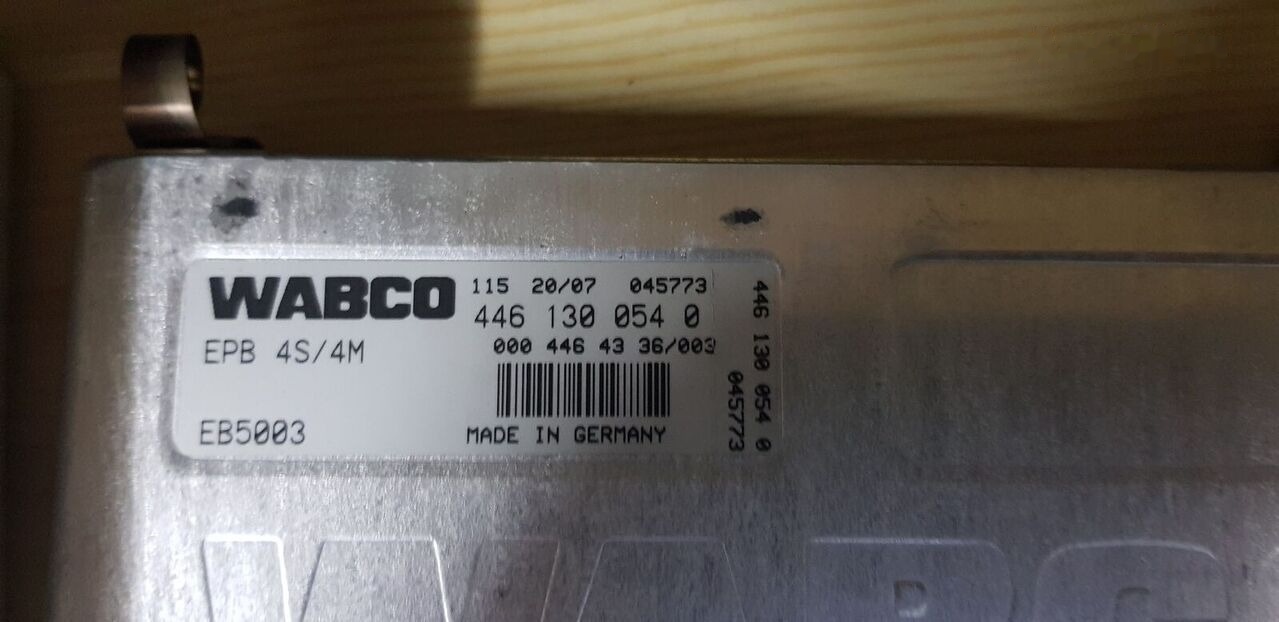 WABCO
115 20/07 045773
446 130 054 0
000 446 43 36/003
EPB 4S/4M
EB5003
MADE IN GERMANY
446 130 054 0
045773